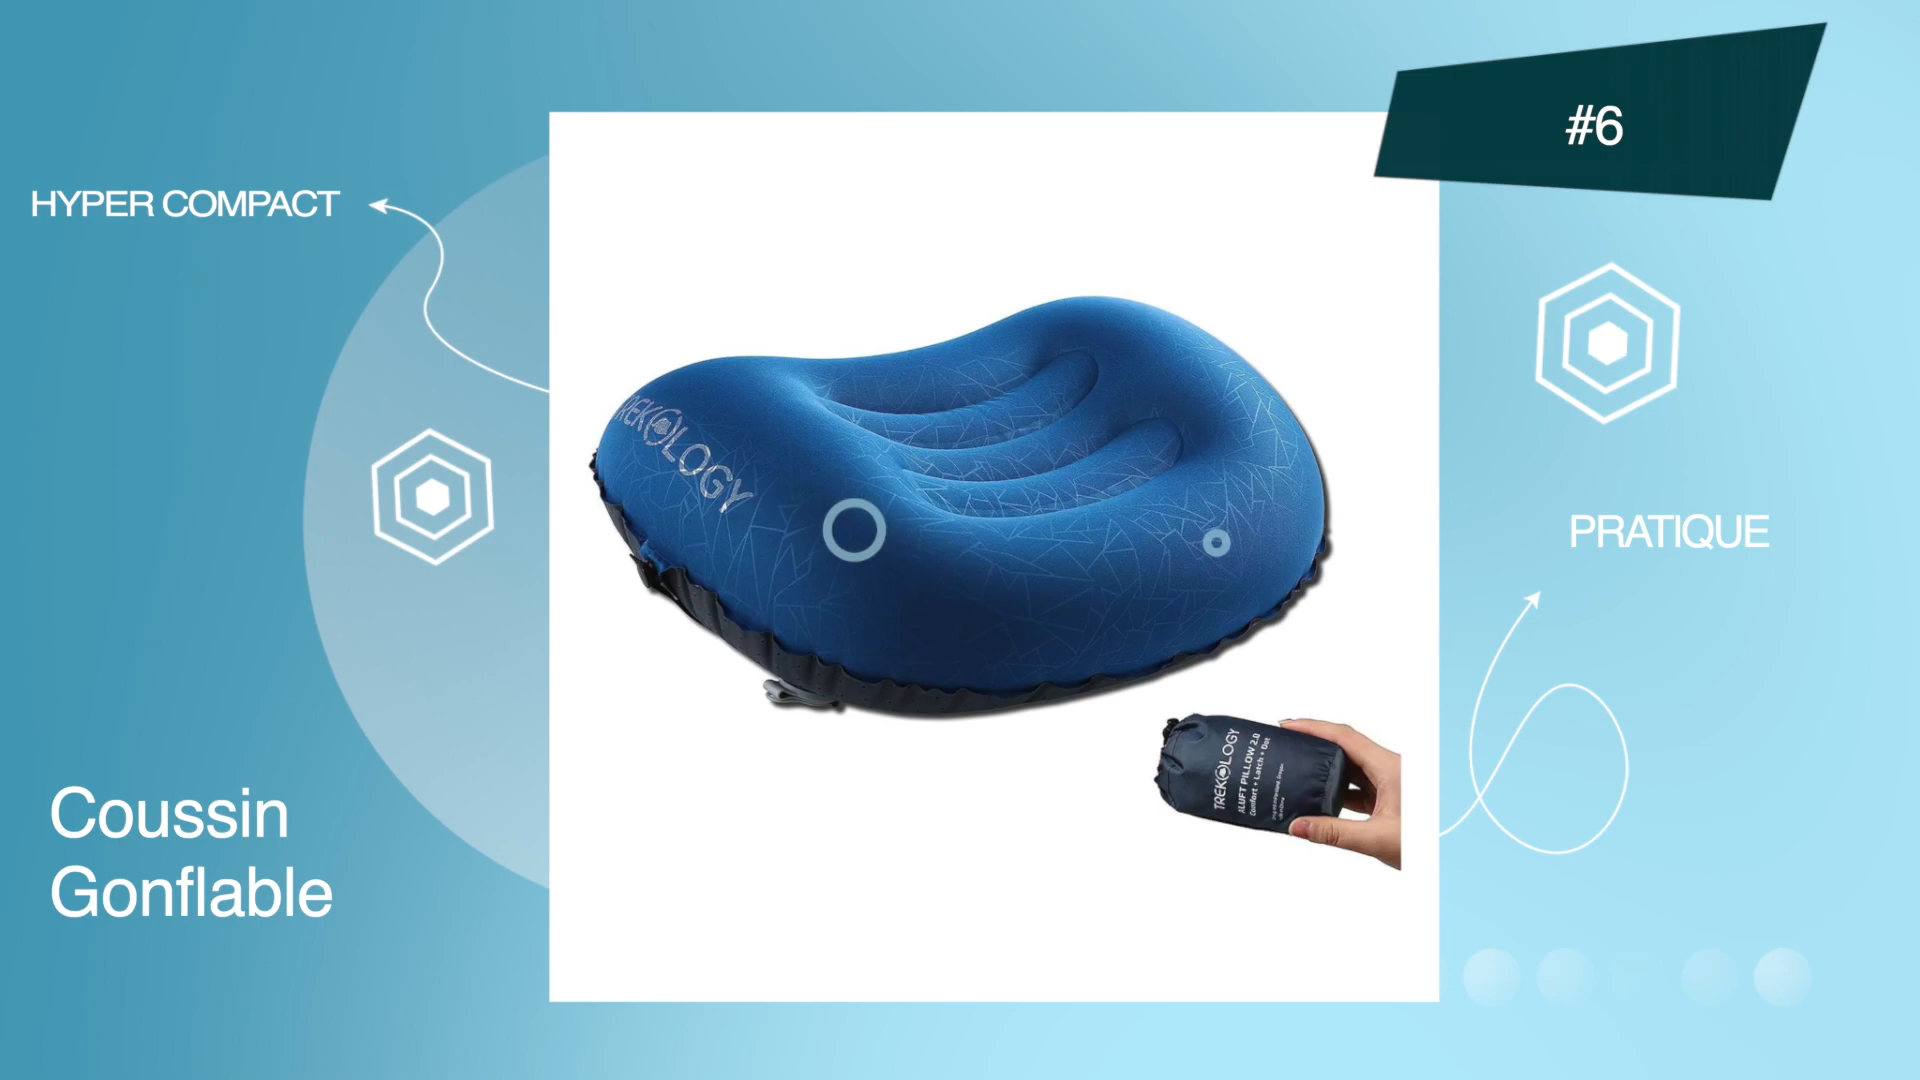 #6
HYPER COMPACT
TREKOLOGY
PRATIQUE
TREKOLOGY
ALUFT PILLOW 2.0
Comfort + Latch + Dot
Coussin
Gonflable